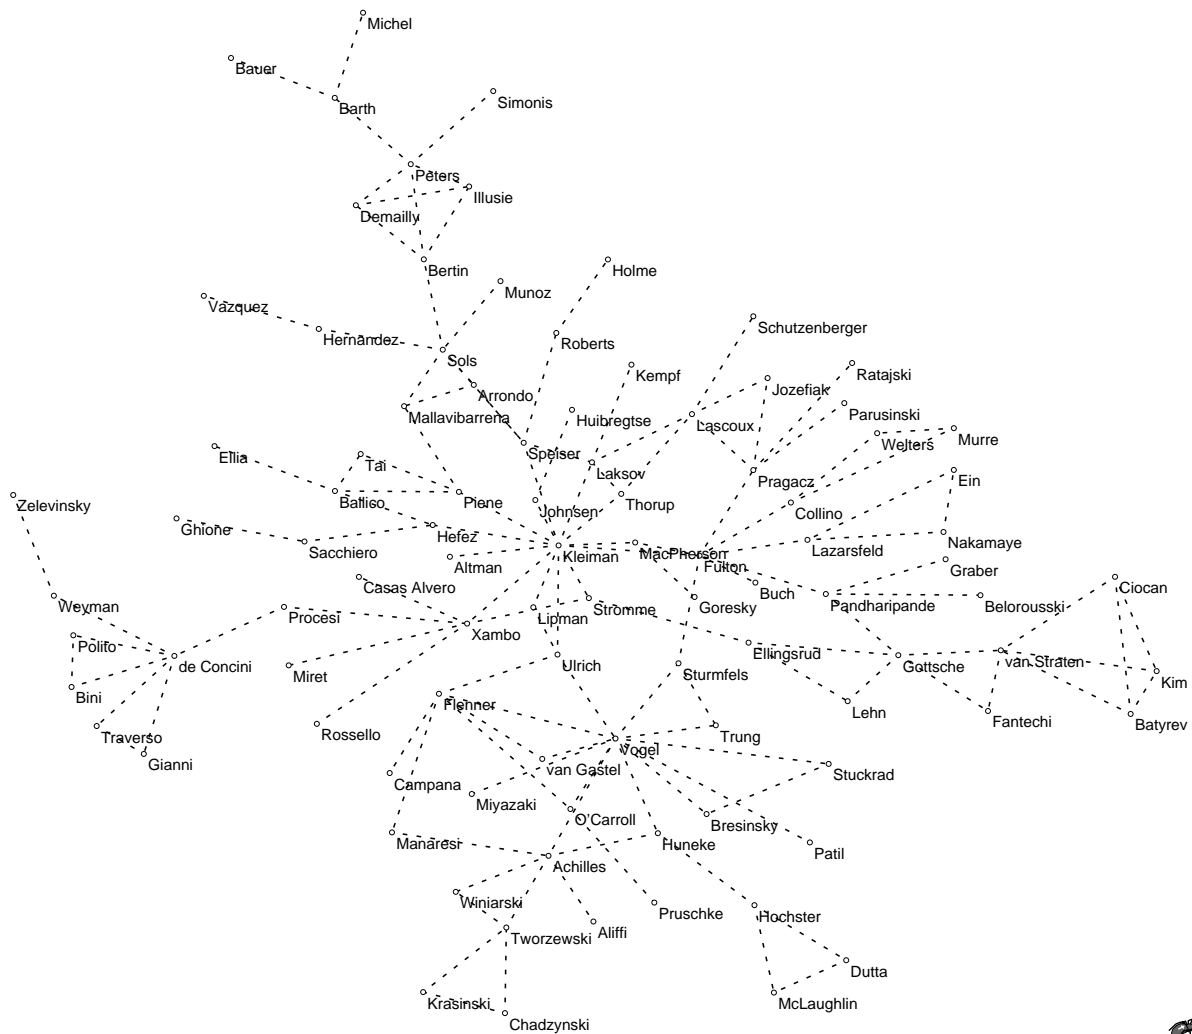 Michel
Bauer
Barth
Simonis
Peters
Illusie
Demailly
Bertin
Holme
Munoz
Vazquez
Schutzenberger
Hernandez
Roberts
Sols
Kempf
Ratajski
Jozefiak
Arrondo
Parusinski
Mallavibarrena
Huibregtse
Lascoux
Murre
Welters
Speiser
Ellia
Tai
Laksov
Pragacz
Ein
Zelevinsky
Ballico
Piene
Johnsen
Thorup
Collino
Ghione
Hefez
Sacchiero
Kleiman
MacPherson
Lazarsfeld
Nakamaye
Altman
Fulton
Graber
Casas Alvero
Buch
Ciocan
Weyman
Procesi
Lipman
Stromme
Goresky
Pandharipande
Belorousski
Xambo
Polito
de Concini
Ellingsrud
Miret
Ulrich
Sturmfels
Gottsche
van Straten
Kim
Bini
Flenner
Lehn
Fantechi
Batyrev
Traverso
Rossello
Trung
Gianni
Vogel
van Gastel
Campana
Stuckrad
Miyazaki
O'Carroll
Bresinsky
Manaresi
Huneke
Patil
Achilles
Winiarski
Pruschke
Hochster
Tworzewski
Aliffi
Dutta
Krasinski
McLaughlin
Chadzynski